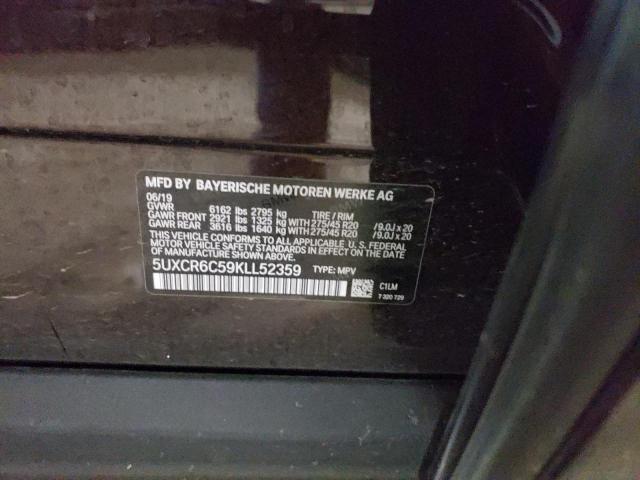 MFD BY BAYERISCHE MOTOREN WERKE AG
06/19
GVWR 6162 lbs 2795 kg TIRE / RIM
GAWR FRONT 2921 lbs 1325 kg WITH 275/45 R20 /9.0J x 20
GAWR REAR 3616 lbs 1640 kg WITH 275/45 R20 /9.0J x 20
THIS VEHICLE CONFORMS TO ALL APPLICABLE U. S. FEDERAL
MOTOR VEHICLE SAFETY STANDARDS IN EFFECT ON THE DATE
OF MANUFACTURE SHOWN ABOVE.
5UXCR6C59KLL52359 TYPE: MPV
C1LM
7 320 729